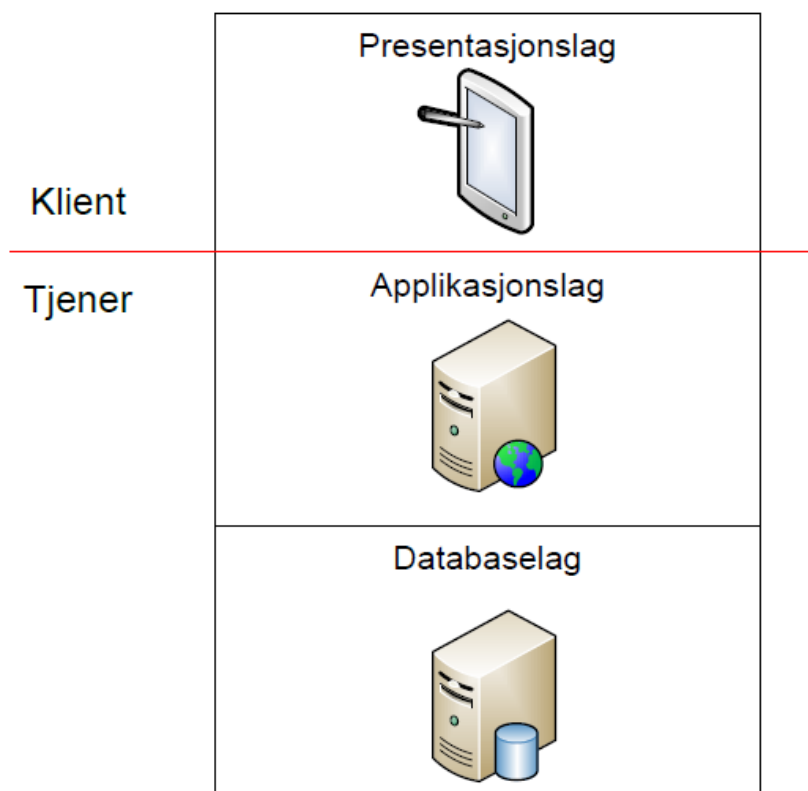 Presentasjonslag
Klient
Tjener
Applikasjonslag
Databaselag